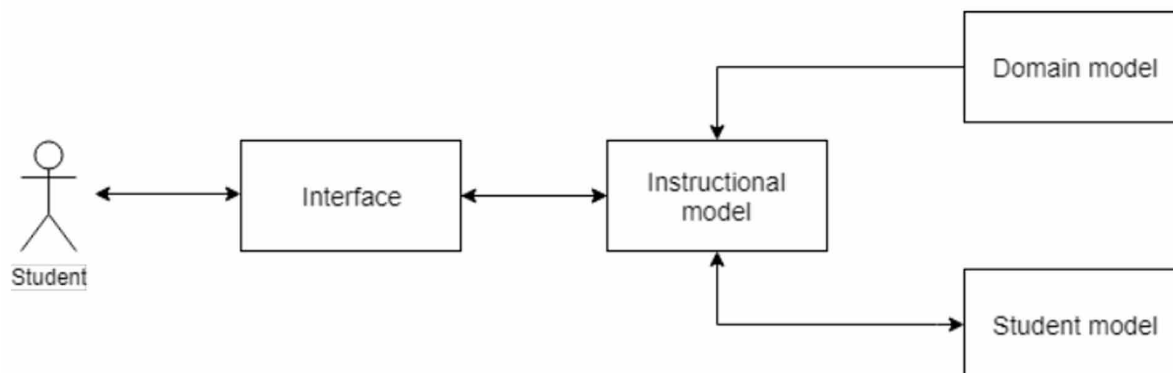 Domain model
Interface
Instructional
model
Student
Student model